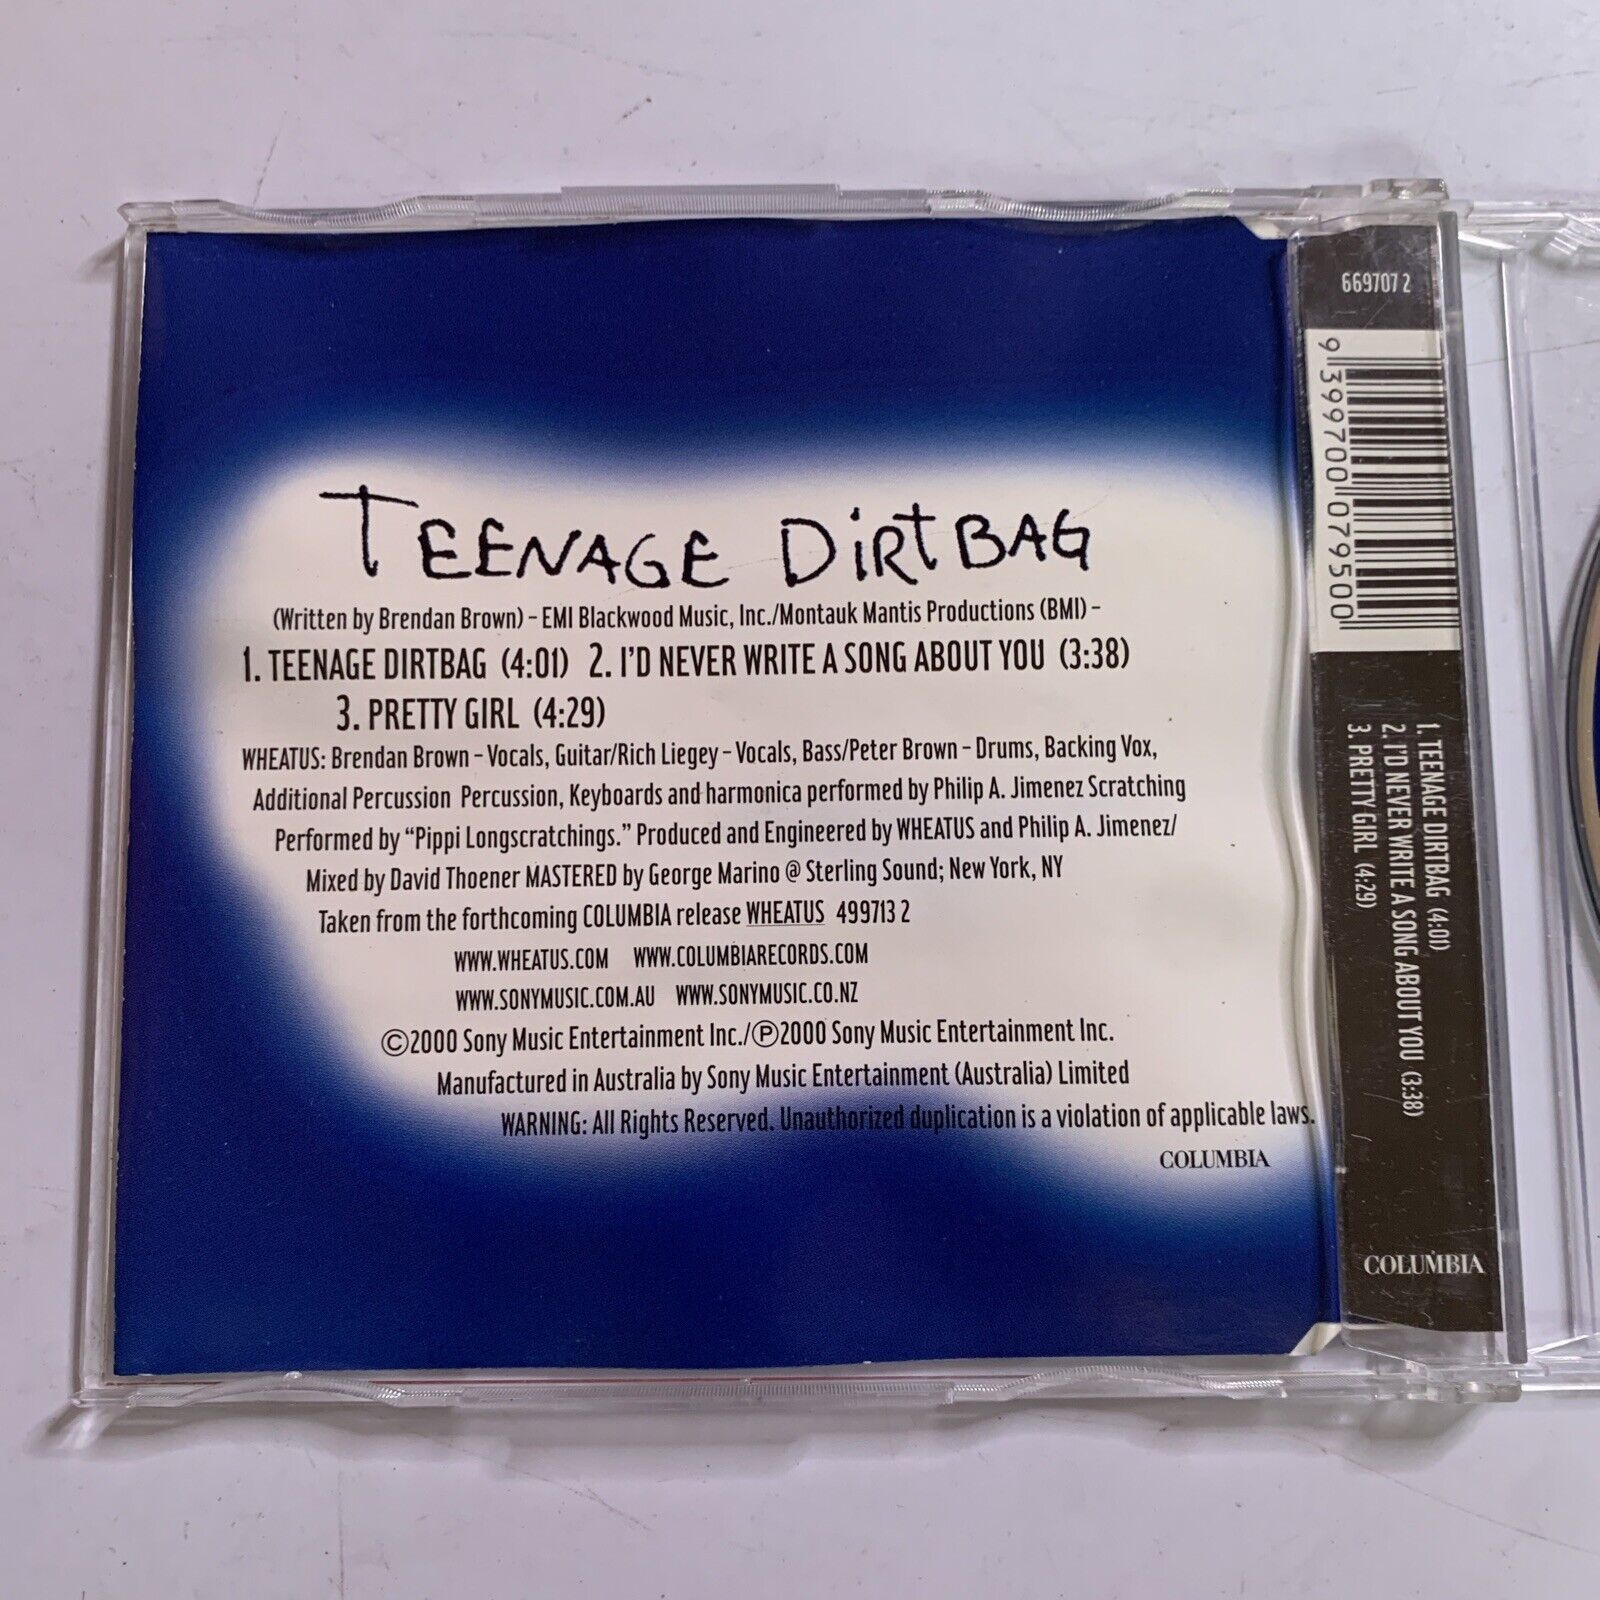 TEENAGE DiRtBAG
(Written by Brendan Brown) – EMI Blackwood Music, Inc./Montauk Mantis Productions (BMI) –
1. TEENAGE DIRTBAG (4:01) 2. I'D NEVER WRITE A SONG ABOUT YOU (3:38)
3. PRETTY GIRL (4:29)
WHEATUS: Brendan Brown – Vocals, Guitar/Rich Liegey – Vocals, Bass/Peter Brown – Drums, Backing Vox,
Additional Percussion Percussion, Keyboards and harmonica performed by Philip A. Jimenez Scratching
Performed by “Pippi Longscratchings.” Produced and Engineered by WHEATUS and Philip A. Jimenez/
Mixed by David Thoener MASTERED by George Marino @ Sterling Sound; New York, NY
Taken from the forthcoming COLUMBIA release WHEATUS 499713 2
WWW.WHEATUS.COM WWW.COLUMBIARECORDS.COM
WWW.SONYMUSIC.COM.AU WWW.SONYMUSIC.CO.NZ
©2000 Sony Music Entertainment Inc./℗2000 Sony Music Entertainment Inc.
Manufactured in Australia by Sony Music Entertainment (Australia) Limited
WARNING: All Rights Reserved. Unauthorized duplication is a violation of applicable laws.
COLUMBIA
669707 2
9 399700 079500
1. TEENAGE DIRTBAG (4:01)
2. I'D NEVER WRITE A SONG ABOUT YOU (3:38)
3. PRETTY GIRL (4:29)
COLUMBIA